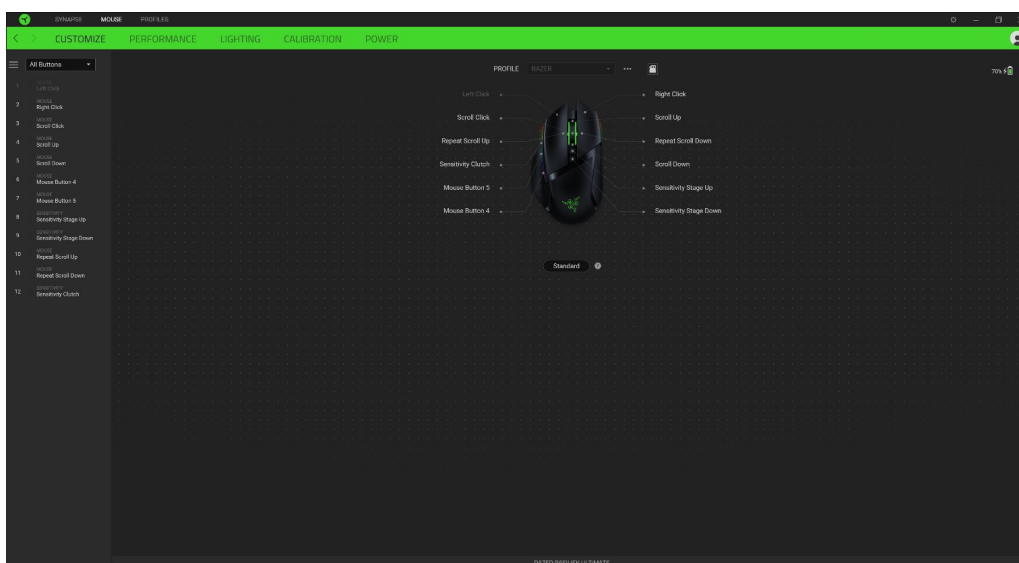 SYNAPSE MOUSE PROFILES
CUSTOMIZE PERFORMANCE LIGHTING CALIBRATION POWER
All Buttons
PROFILE RAZER
70%
1 MOUSE
Left Click
2 MOUSE
Right Click
3 MOUSE
Scroll Click
4 MOUSE
Scroll Up
5 MOUSE
Scroll Down
6 MOUSE
Mouse Button 4
7 MOUSE
Mouse Button 5
8 SENSITIVITY
Sensitivity Stage Up
9 SENSITIVITY
Sensitivity Stage Down
10 MOUSE
Repeat Scroll Up
11 MOUSE
Repeat Scroll Down
12 SENSITIVITY
Sensitivity Clutch
Left Click Right Click
Scroll Click Scroll Up
Repeat Scroll Up Repeat Scroll Down
Sensitivity Clutch Scroll Down
Mouse Button 5 Sensitivity Stage Up
Mouse Button 4 Sensitivity Stage Down
Standard ?
RAZER BASILISK ULTIMATE